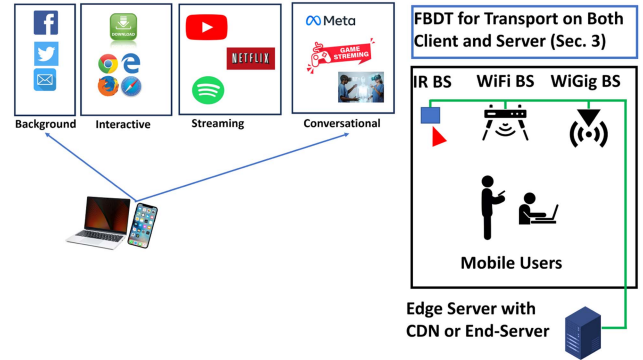 DOWNLOAD
Background
Interactive
NETFLIX
Streaming
Meta
GAME
STREMING
Conversational
FBDT for Transport on Both
Client and Server (Sec. 3)
IR BS
WiFi BS
WiGig BS
Mobile Users
Edge Server with
CDN or End-Server